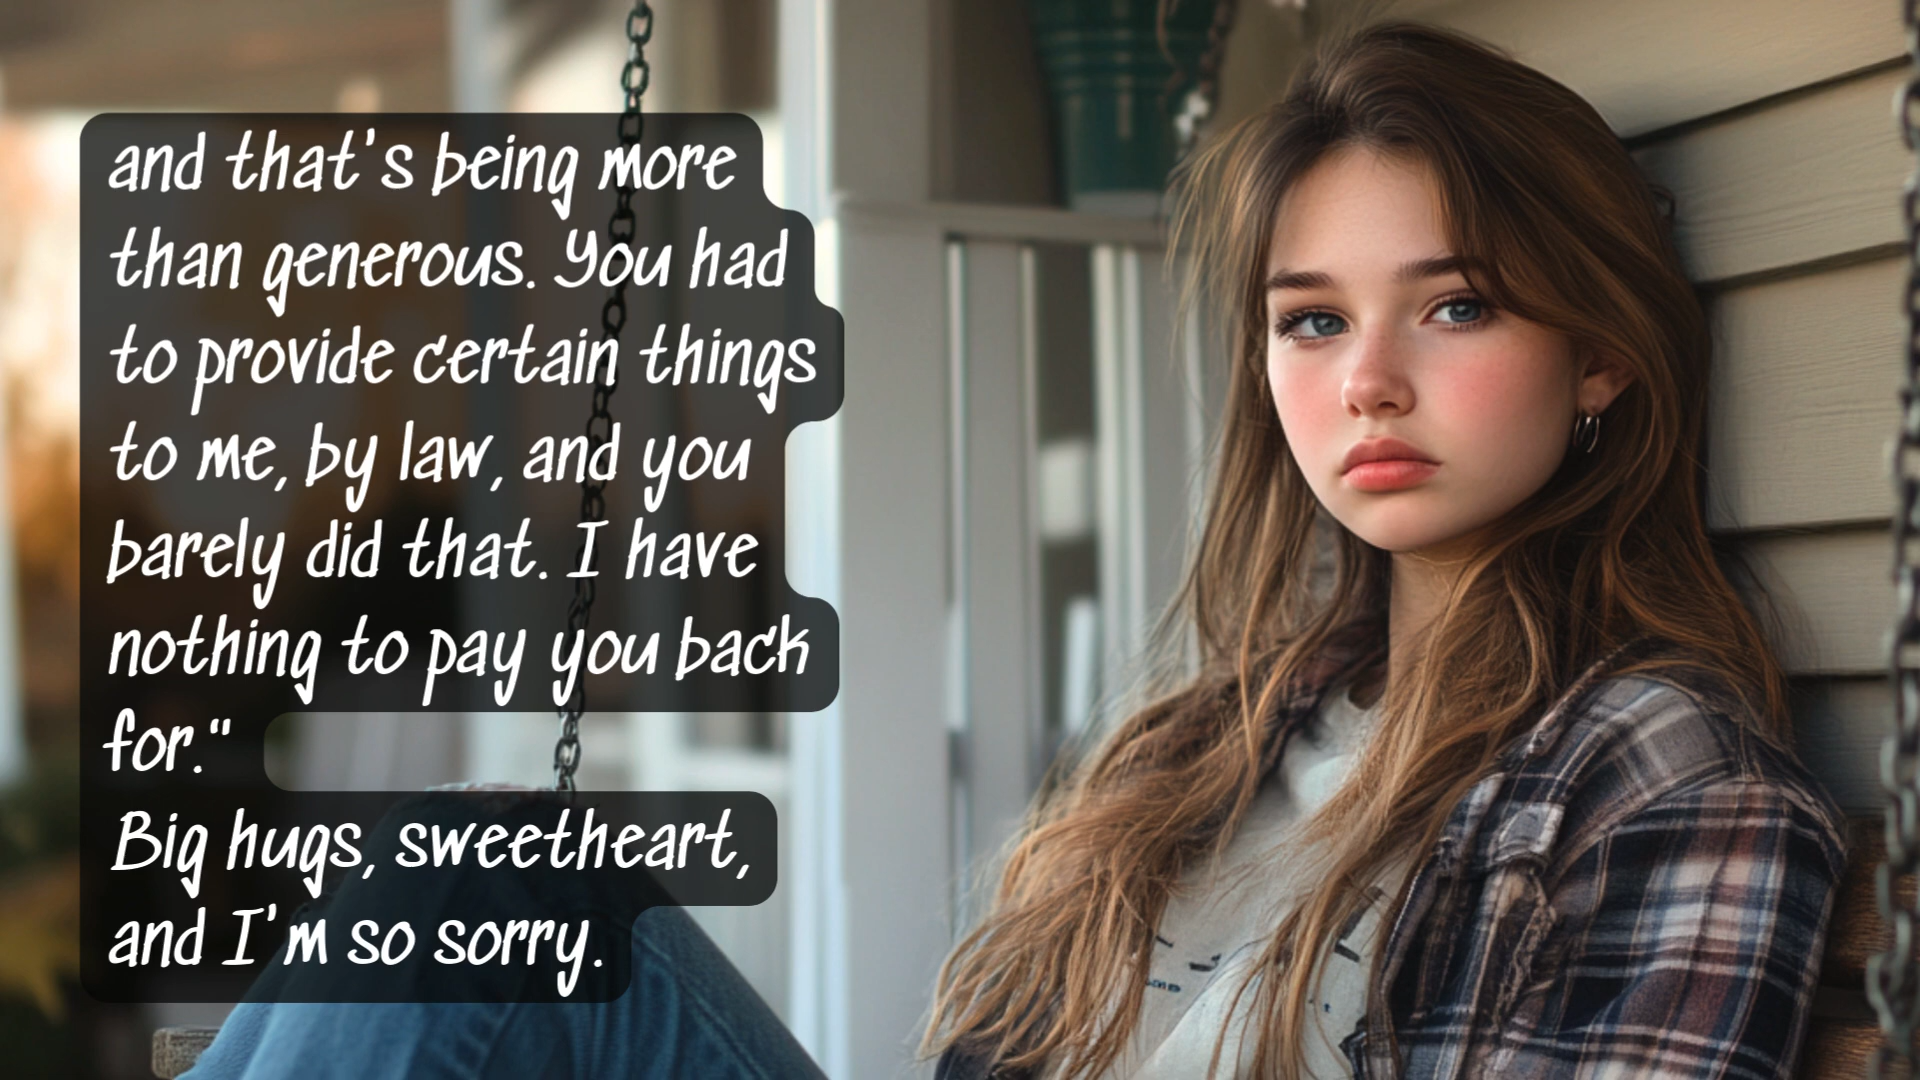 and that's being more
than generous. You had
to provide certain things
to me, by law, and you
barely did that. I have
nothing to pay you back
for."
Big hugs, sweetheart,
and I'm so sorry.